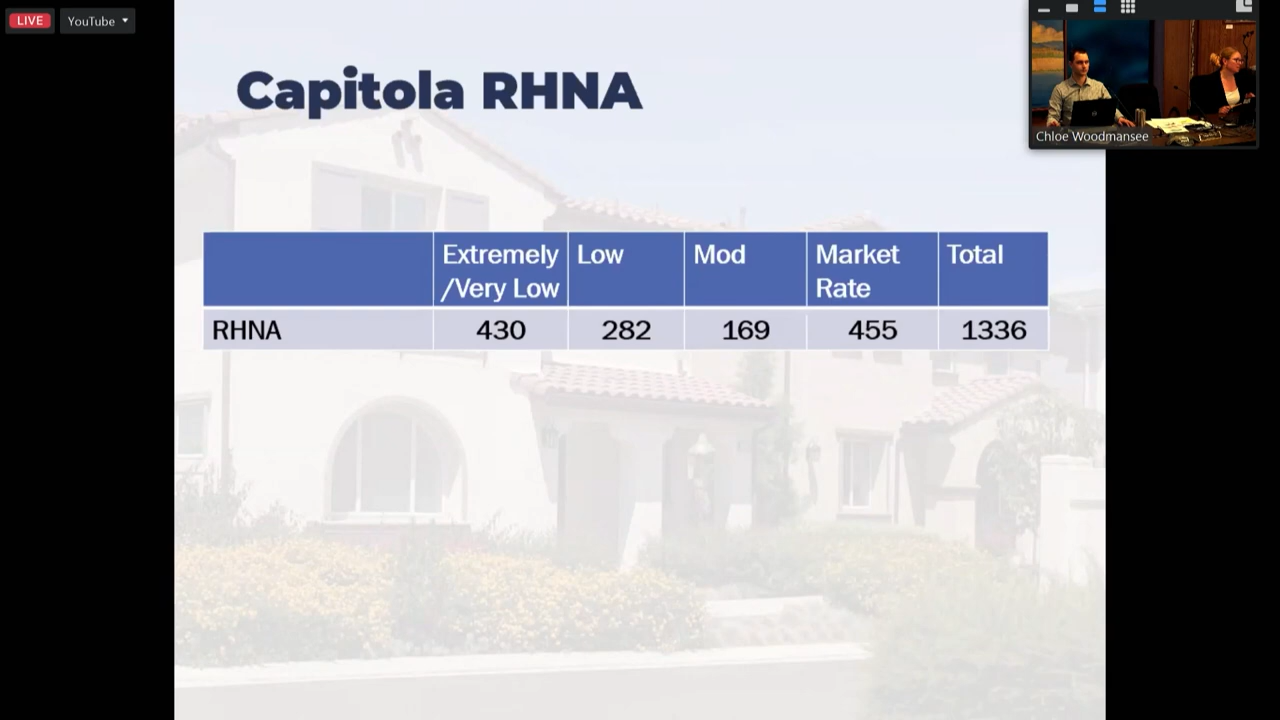 LIVE
YouTube
Capitola RHNA
Chloe Woodmansee
Extremely /Very Low Low Mod Market Rate Total
RHNA 430 282 169 455 1336